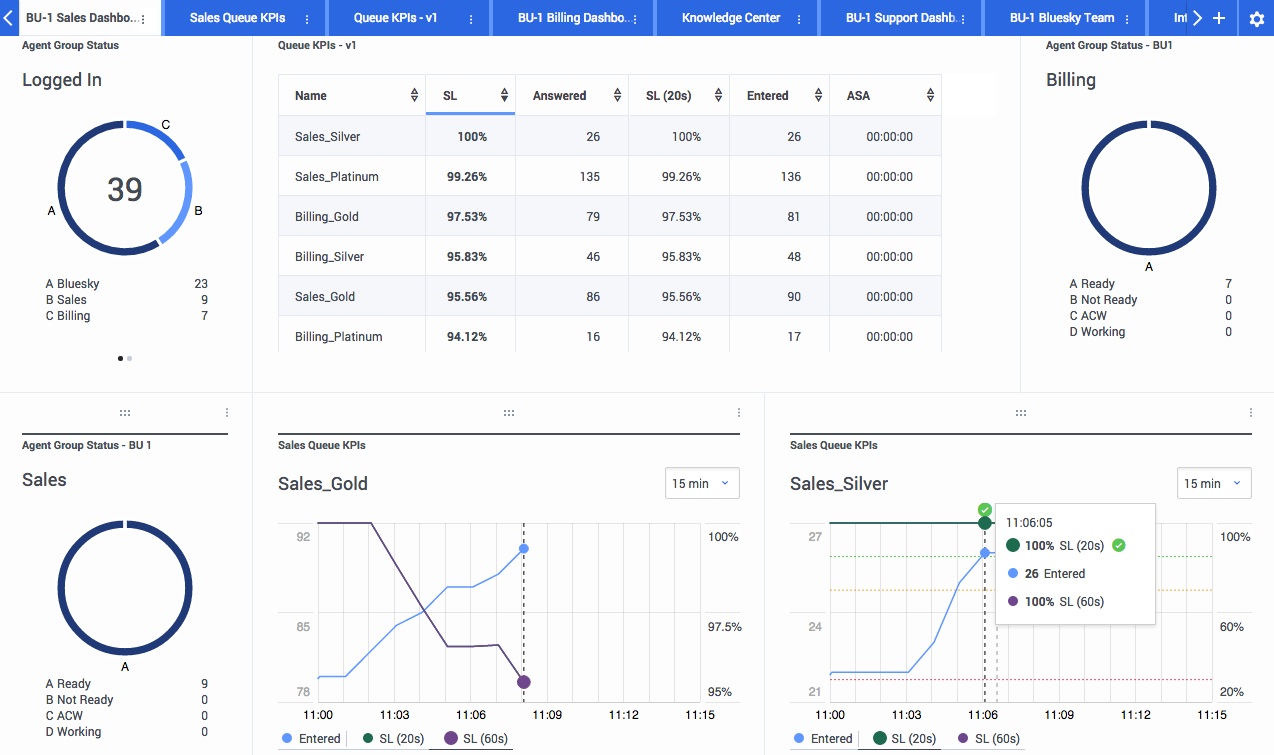 BU-1 Sales Dashbo... Sales Queue KPIs Queue KPIs - v1 BU-1 Billing Dashbo... Knowledge Center BU-1 Support Dashb... BU-1 Bluesky Team
Agent Group Status
Logged In
39
C
A
B
A Bluesky 23
B Sales 9
C Billing 7
Queue KPIs - v1
Name SL Answered SL (20s) Entered ASA
Sales_Silver 100% 26 100% 26 00:00:00
Sales_Platinum 99.26% 135 99.26% 136 00:00:00
Billing_Gold 97.53% 79 97.53% 81 00:00:00
Billing_Silver 95.83% 46 95.83% 48 00:00:00
Sales_Gold 95.56% 86 95.56% 90 00:00:00
Billing_Platinum 94.12% 16 94.12% 17 00:00:00
Agent Group Status - BU1
Billing
A
A Ready 7
B Not Ready 0
C ACW 0
D Working 0
Agent Group Status - BU 1
Sales
A
A Ready 9
B Not Ready 0
C ACW 0
D Working 0
Sales Queue KPIs
Sales_Gold 15 min
92 100%
85 97.5%
78 95%
11:00 11:03 11:06 11:09 11:12 11:15
Entered SL (20s) SL (60s)
Sales Queue KPIs
Sales_Silver 15 min
11:06:05
100% SL (20s)
26 Entered
100% SL (60s)
27 100%
24 60%
21 20%
11:00 11:03 11:06 11:09 11:12 11:15
Entered SL (20s) SL (60s)